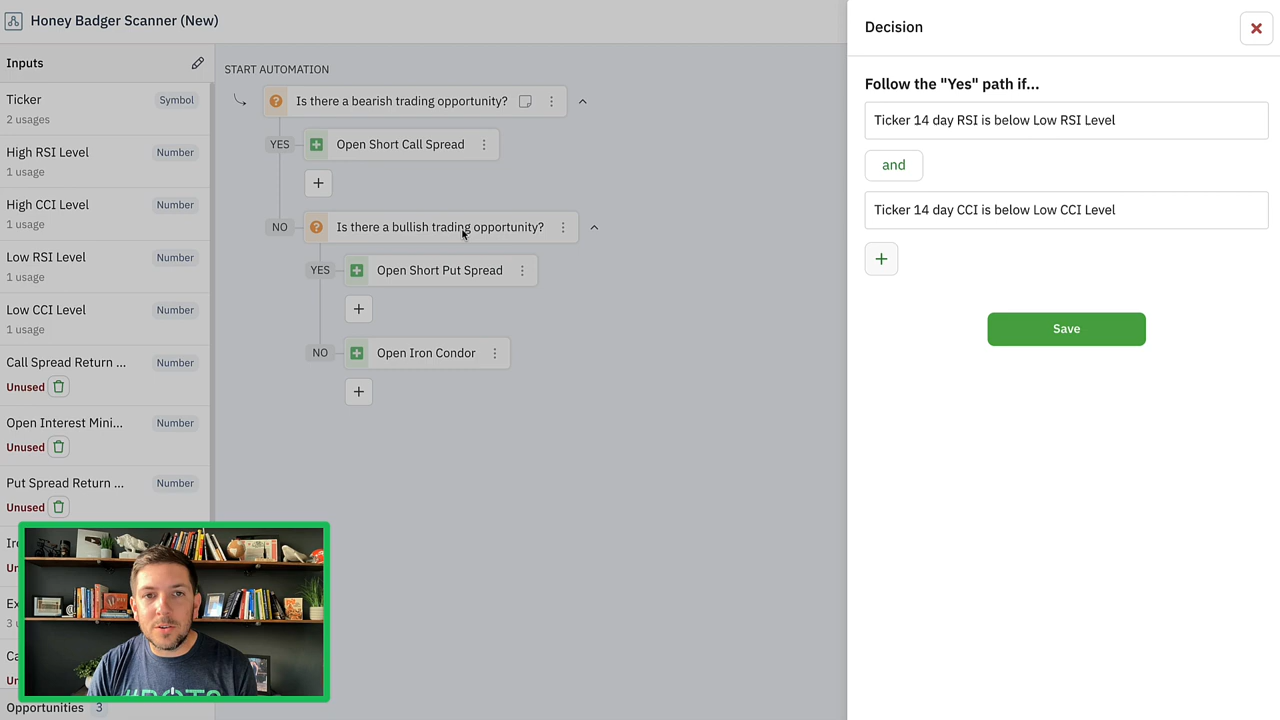 Honey Badger Scanner (New)
Inputs
Ticker
Symbol
2 usages
High RSI Level
Number
1 usage
High CCI Level
Number
1 usage
Low RSI Level
Number
1 usage
Low CCI Level
Number
1 usage
Call Spread Return ...
Number
Unused
Open Interest Mini...
Number
Unused
Put Spread Return ...
Number
Unused
Opportunities 3
START AUTOMATION
Is there a bearish trading opportunity?
YES
Open Short Call Spread
NO
Is there a bullish trading opportunity?
YES
Open Short Put Spread
NO
Open Iron Condor
Decision
Follow the "Yes" path if...
Ticker 14 day RSI is below Low RSI Level
and
Ticker 14 day CCI is below Low CCI Level
Save